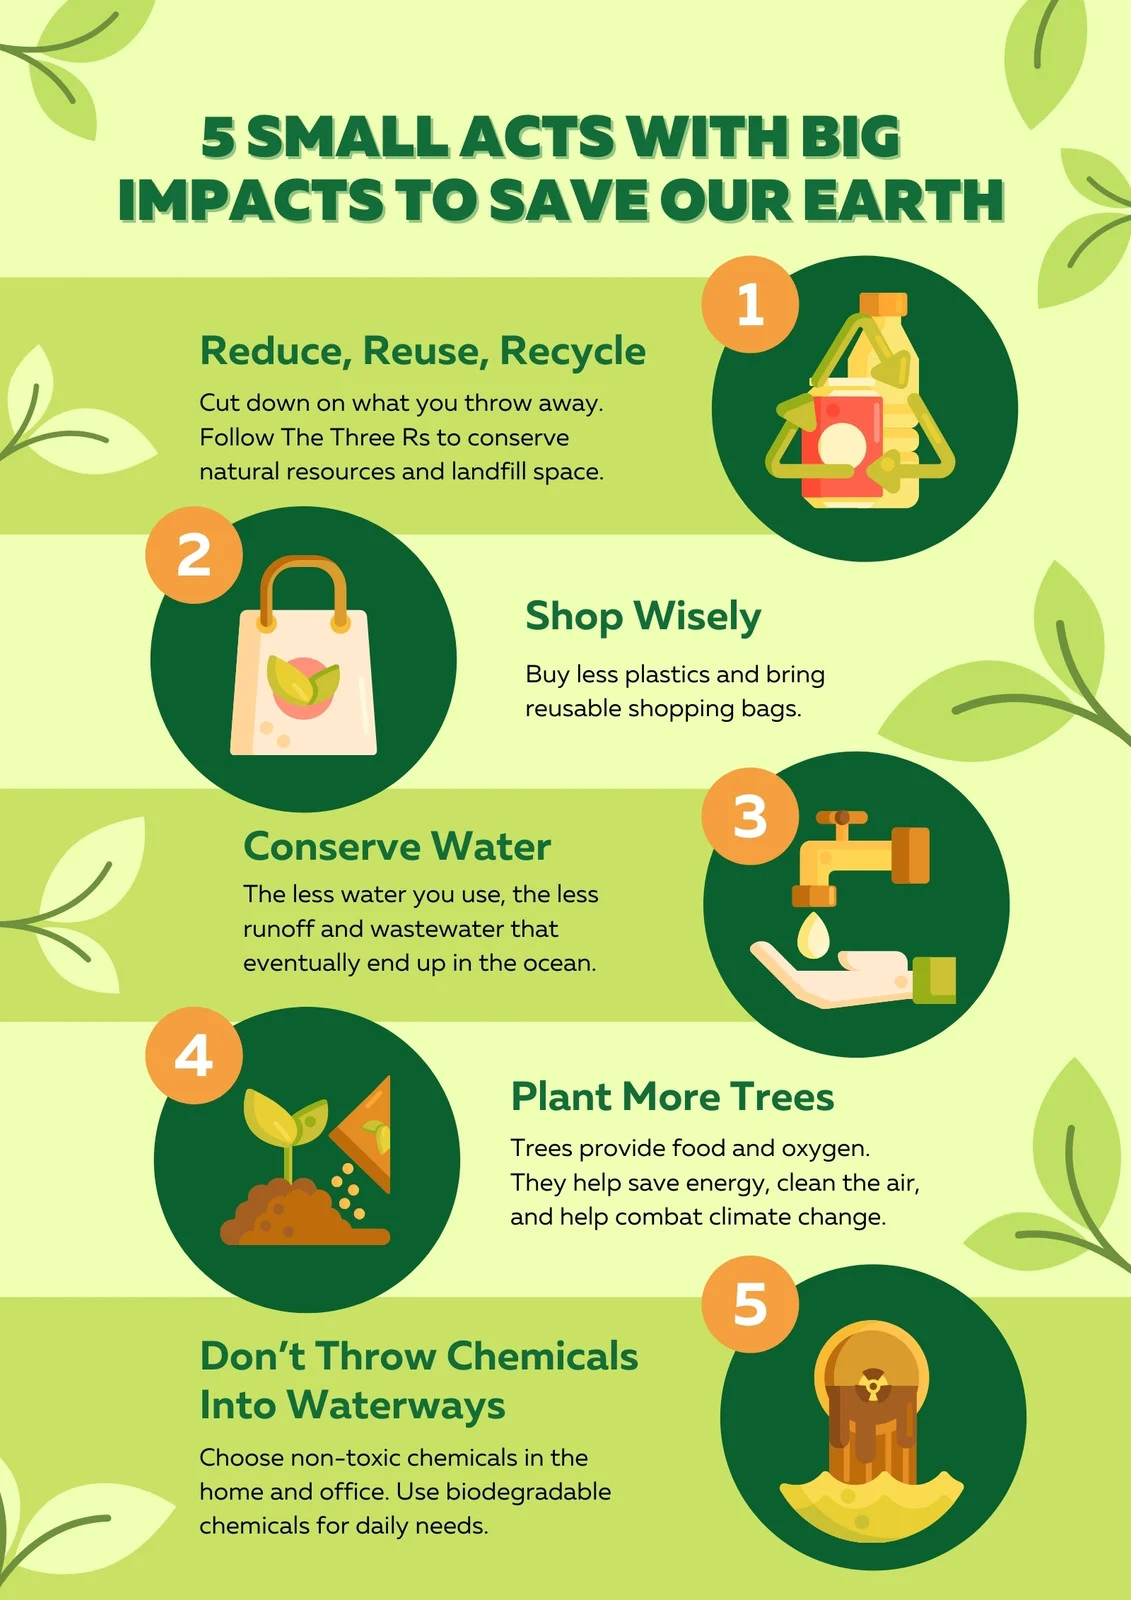 5 SMALL ACTS WITH BIG
IMPACTS TO SAVE OUR EARTH
1
Reduce, Reuse, Recycle
Cut down on what you throw away.
Follow The Three Rs to conserve
natural resources and landfill space.
2
Shop Wisely
Buy less plastics and bring
reusable shopping bags.
3
Conserve Water
The less water you use, the less
runoff and wastewater that
eventually end up in the ocean.
4
Plant More Trees
Trees provide food and oxygen.
They help save energy, clean the air,
and help combat climate change.
5
Don’t Throw Chemicals
Into Waterways
Choose non-toxic chemicals in the
home and office. Use biodegradable
chemicals for daily needs.